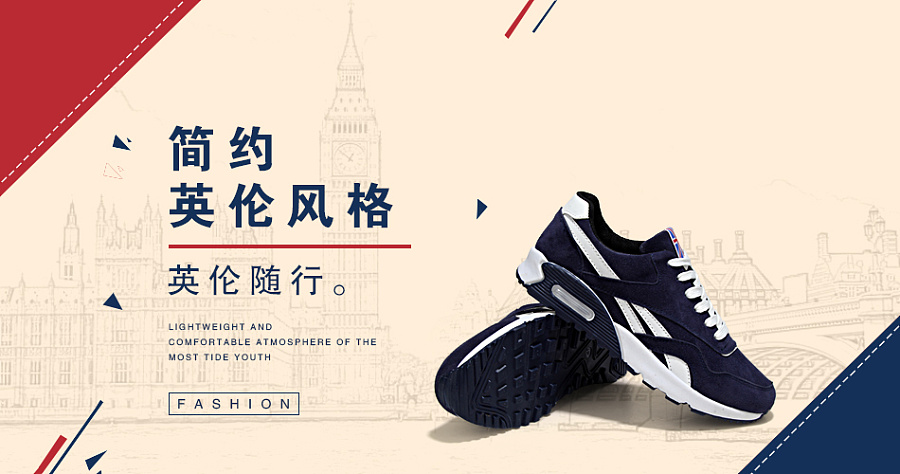 简约
英伦风格
英伦随行。
LIGHTWEIGHT AND
COMFORTABLE ATMOSPHERE OF THE
MOST TIDE YOUTH
FASHION